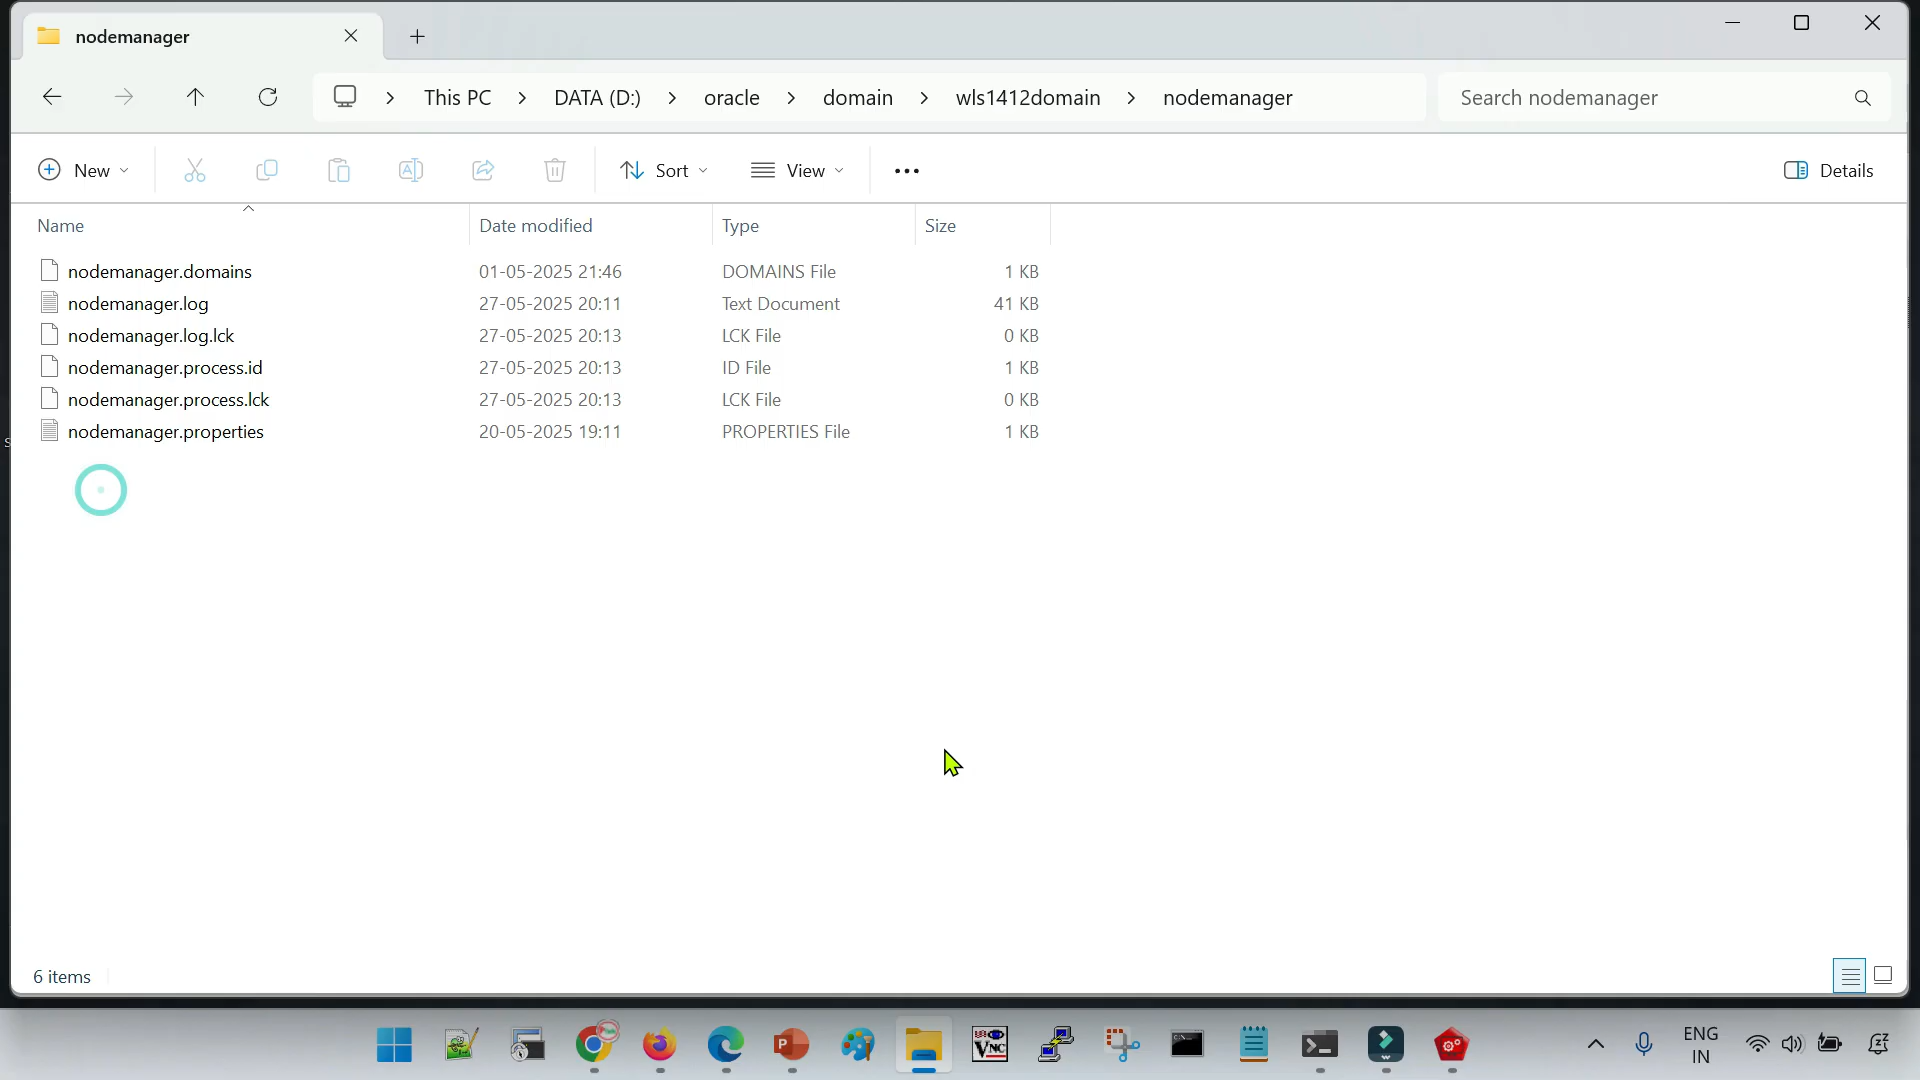 nodemanager
This PC > DATA (D:) > oracle > domain > wls1412domain > nodemanager
Search nodemanager
New
Sort
View
Details
Name Date modified Type Size
nodemanager.domains 01-05-2025 21:46 DOMAINS File 1 KB
nodemanager.log 27-05-2025 20:11 Text Document 41 KB
nodemanager.log.lck 27-05-2025 20:13 LCK File 0 KB
nodemanager.process.id 27-05-2025 20:13 ID File 1 KB
nodemanager.process.lck 27-05-2025 20:13 LCK File 0 KB
nodemanager.properties 20-05-2025 19:11 PROPERTIES File 1 KB
6 items
ENG
IN